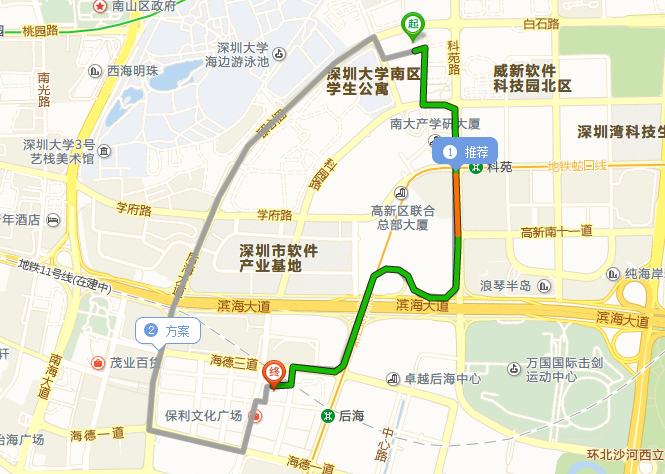 南山区政府
桃园路
起
白石路
深圳大学
海边游泳池
科苑路
西海明珠
深圳大学南区
学生公寓
威新软件
科技园北区
南光路
南大产学研大厦
深圳湾科技生
深圳大学3号
艺栈美术馆
1 推荐
科苑
地铁蛇口线
科园路
学府路
学府路
高新区联合
总部大厦
年酒店
高新南十一道
深圳市软件
产业基地
地铁11号线(在建中)
纯海岸
浪琴半岛
滨海大道
滨海大道
滨海大道
2 方案
轩
南海大道
茂业百货
海德三道
终
万国国际击剑
运动中心
卓越后海中心
保利文化广场
后海
中心路
海德一道
治海广场
海德一道
环北沙河西立